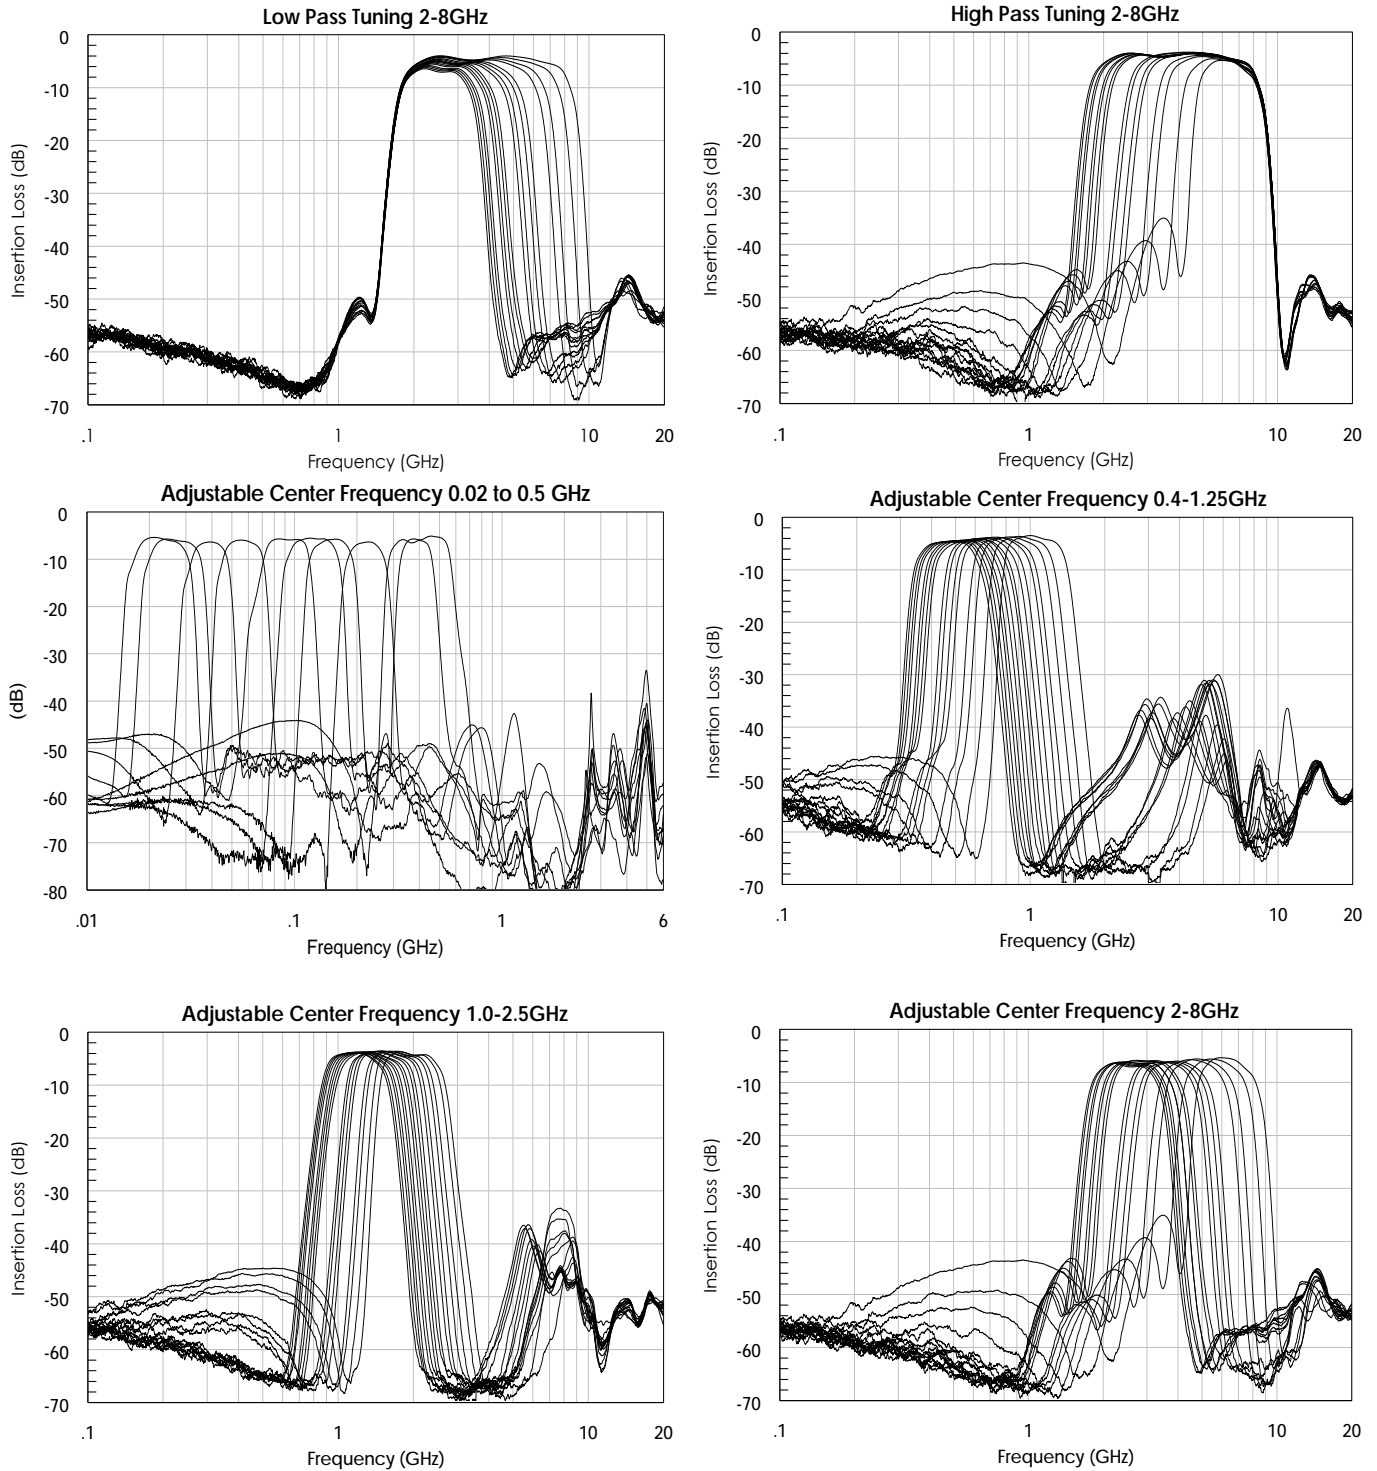 Low Pass Tuning 2-8GHz
0
-10
-20
-30
-40
-50
-60
-70
Insertion Loss (dB)
.1 1 10 20
Frequency (GHz)
High Pass Tuning 2-8GHz
0
-10
-20
-30
-40
-50
-60
-70
Insertion Loss (dB)
.1 1 10 20
Frequency (GHz)
Adjustable Center Frequency 0.02 to 0.5 GHz
0
-10
-20
-30
-40
-50
-60
-70
-80
(dB)
.01 .1 1 6
Frequency (GHz)
Adjustable Center Frequency 0.4-1.25GHz
0
-10
-20
-30
-40
-50
-60
-70
Insertion Loss (dB)
.1 1 10 20
Frequency (GHz)
Adjustable Center Frequency 1.0-2.5GHz
0
-10
-20
-30
-40
-50
-60
-70
Insertion Loss (dB)
.1 1 10 20
Frequency (GHz)
Adjustable Center Frequency 2-8GHz
0
-10
-20
-30
-40
-50
-60
-70
Insertion Loss (dB)
.1 1 10 20
Frequency (GHz)